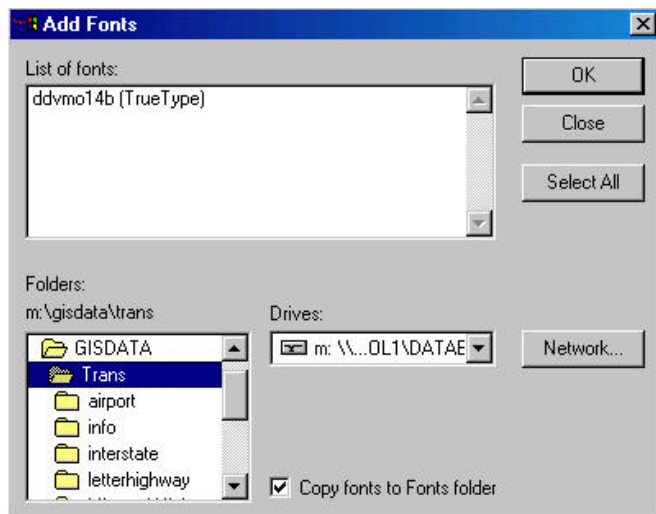 Add Fonts
List of fonts:
ddvmo14b (TrueType)
OK
Close
Select All
Folders:
m:\gisdata\trans
GISDATA
Trans
airport
info
interstate
letterhighway
Drives:
m: \\...OL1\DATAE
Network...
Copy fonts to Fonts folder